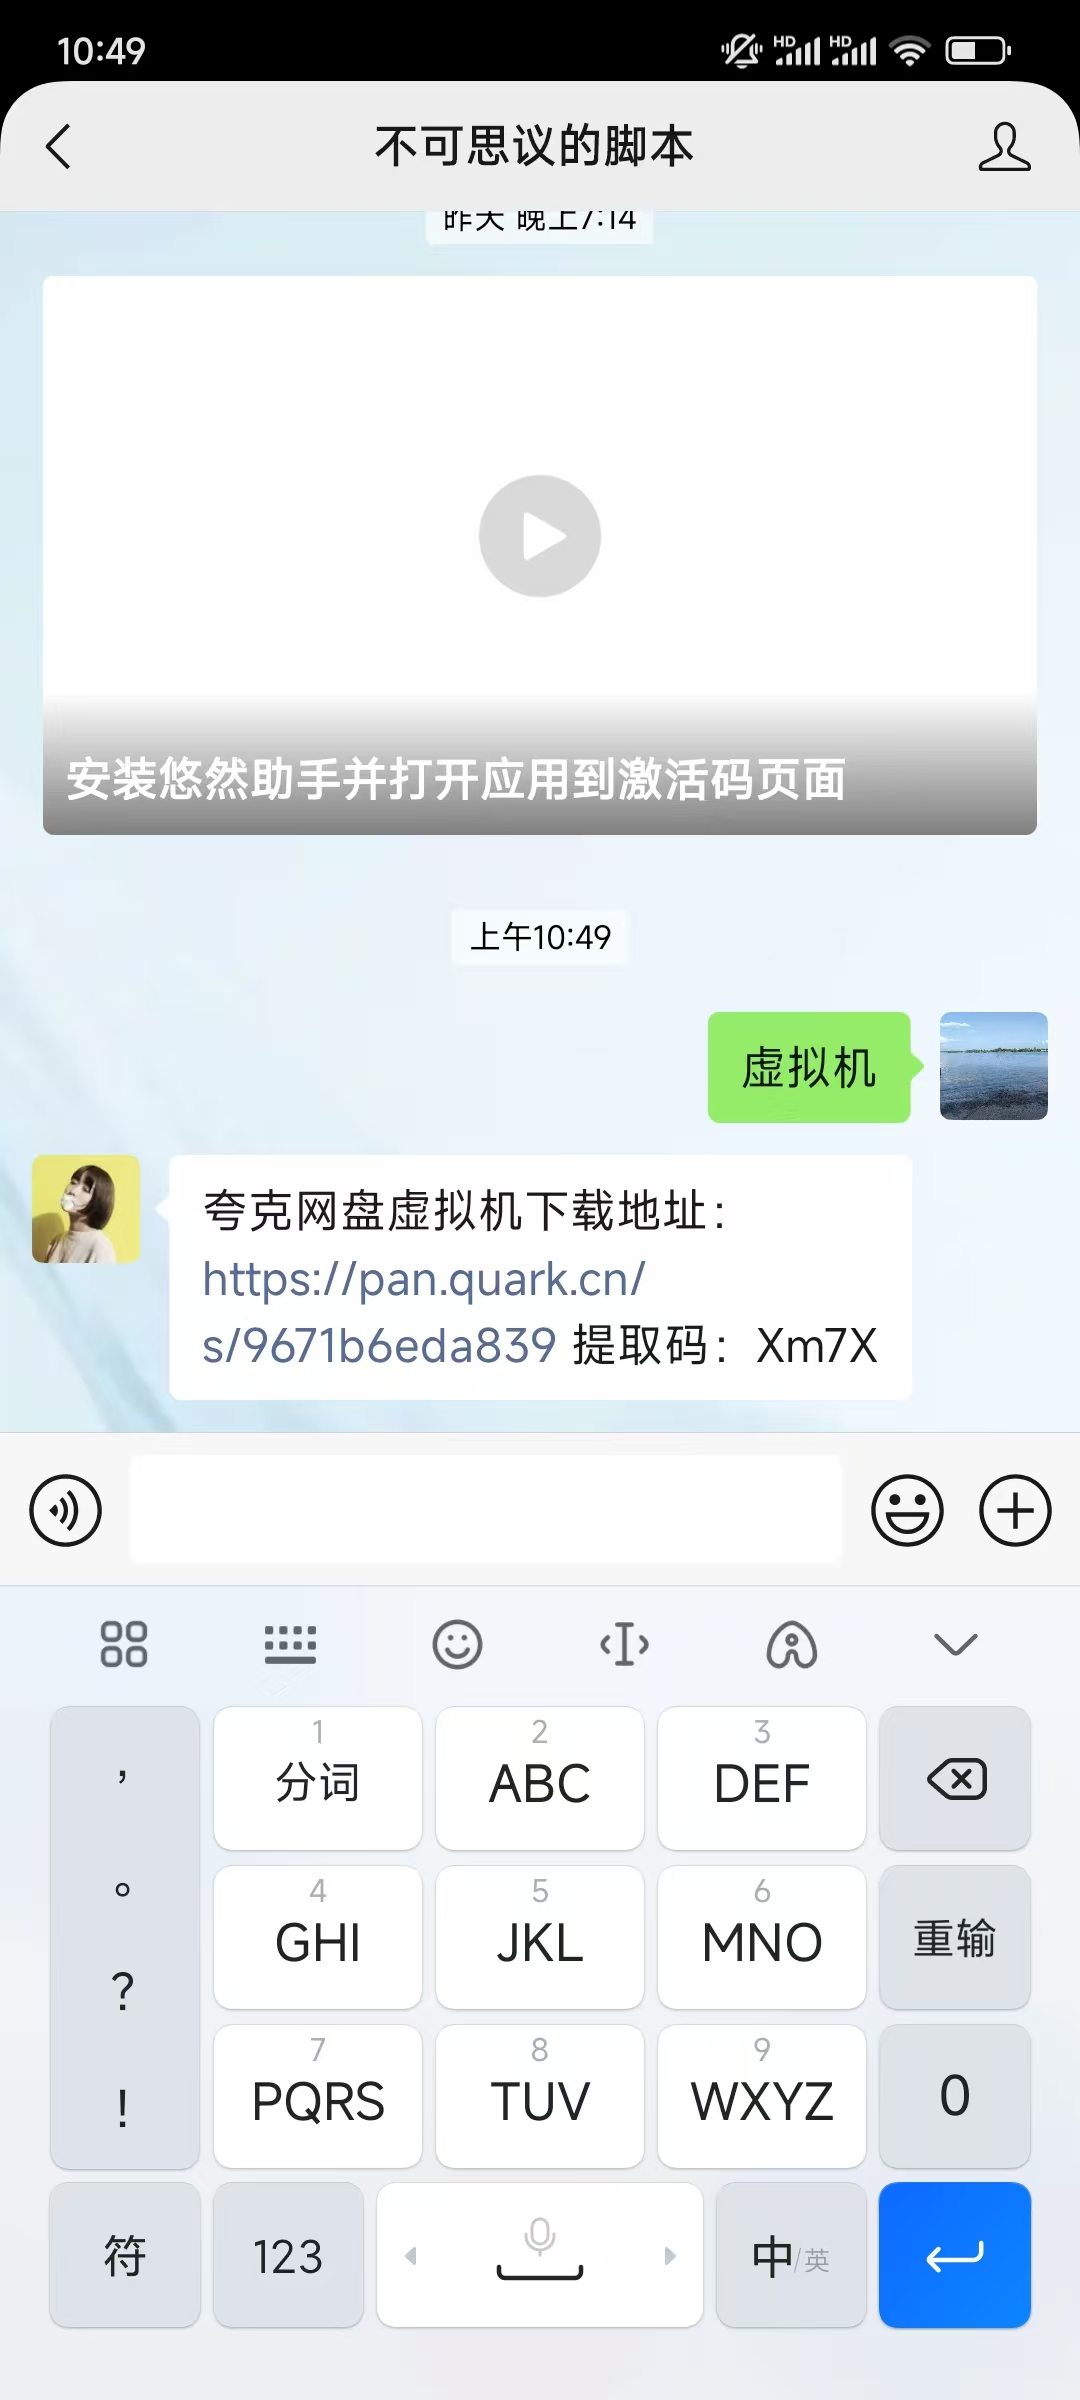 10:49
HD HD
不可思议的脚本
昨天 晚上7:14
安装悠然助手并打开应用到激活码页面
上午10:49
虚拟机
夸克网盘虚拟机下载地址：
https://pan.quark.cn/
s/9671b6eda839 提取码：Xm7X
，
1
分词
2
ABC
3
DEF
。
4
GHI
5
JKL
6
MNO
重输
？
7
PQRS
8
TUV
9
WXYZ
0
！
符
123
中/英